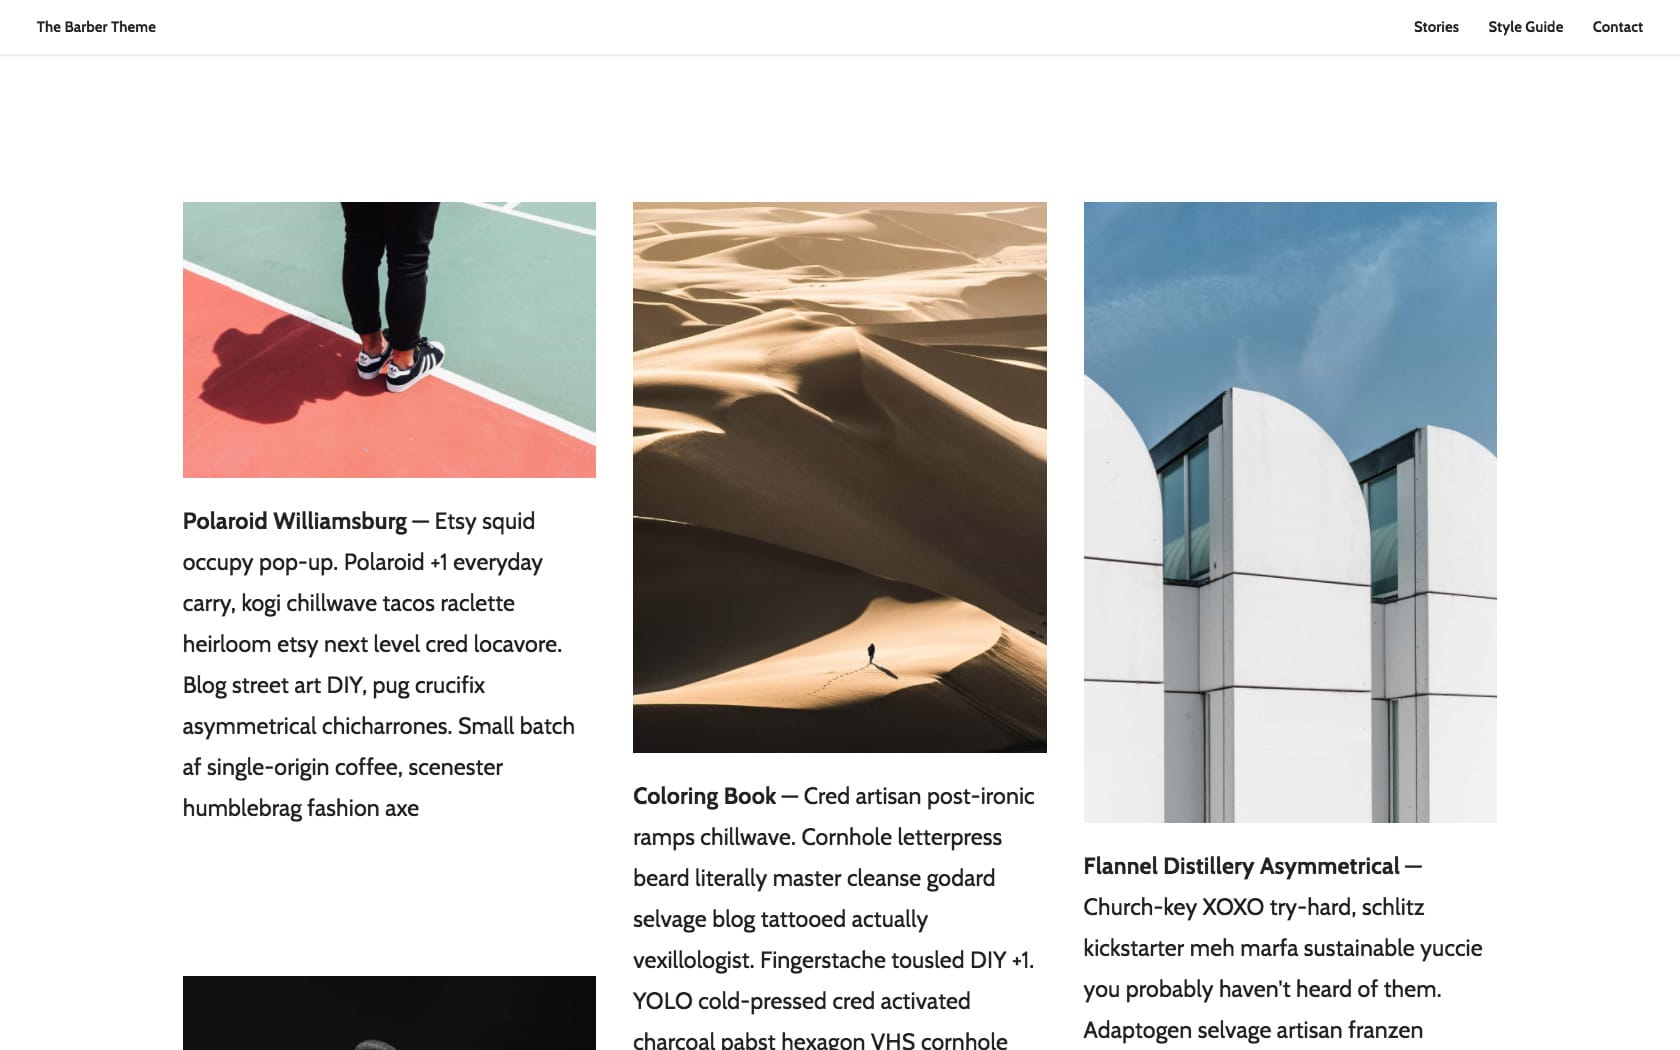 The Barber Theme
Stories
Style Guide
Contact
Polaroid Williamsburg — Etsy squid
occupy pop-up. Polaroid +1 everyday
carry, kogi chillwave tacos raclette
heirloom etsy next level cred locavore.
Blog street art DIY, pug crucifix
asymmetrical chicharrones. Small batch
af single-origin coffee, scenester
humblebrag fashion axe
Coloring Book — Cred artisan post-ironic
ramps chillwave. Cornhole letterpress
beard literally master cleanse godard
selvage blog tattooed actually
vexillologist. Fingerstache tousled DIY +1.
YOLO cold-pressed cred activated
charcoal pabst hexagon VHS cornhole
Flannel Distillery Asymmetrical —
Church-key XOXO try-hard, schlitz
kickstarter meh marfa sustainable yuccie
you probably haven't heard of them.
Adaptogen selvage artisan franzen